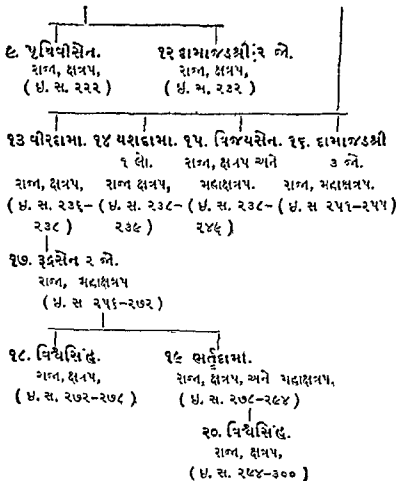 ૯. પૃથિવીસેન. ૧૨ દામાજડશ્રી ૨ જો.
રાજા, ક્ષત્રપ, રાજા, ક્ષત્રપ,
( ઇ. સ. ૨૨૨ ) ( ઇ. સ. ૨૩૨ )
૧૩ વીરદામા. ૧૪ યશદામા. ૧૫. વિજયસેન. ૧૬. દામાજડશ્રી
૧ લો. રાજા, ક્ષત્રપ અને ૩ જો.
રાજા, ક્ષત્રપ, રાજા ક્ષત્રપ, મહાક્ષત્રપ. રાજા, મહાક્ષત્રપ.
( ઇ. સ. ૨૩૬- ( ઇ. સ. ૨૩૮- ( ઇ. સ. ૨૩૮- ( ઇ. સ ૨૫૧-૨૫૫ )
૨૩૮ ) ૨૩૯ ) ૨૪૯ )
૧૭. રૂદ્રસેન ૨ જો.
રાજા, મહાક્ષત્રપ
( ઇ. સ ૨૫૬-૨૭૨ )
૧૮. વિશ્વસિંહ. ૧૯ ભર્તૃદામા.
રાજા, ક્ષત્રપ, રાજા, ક્ષત્રપ, અને મહાક્ષત્રપ.
( ઇ. સ. ૨૭૨-૨૭૮ ) ( ઇ. સ. ૨૭૮-૨૯૪ )
૨૦. વિશ્વસિંહ.
રાજા, ક્ષત્રપ,
( ઇ. સ. ૨૯૪-૩૦૦ )